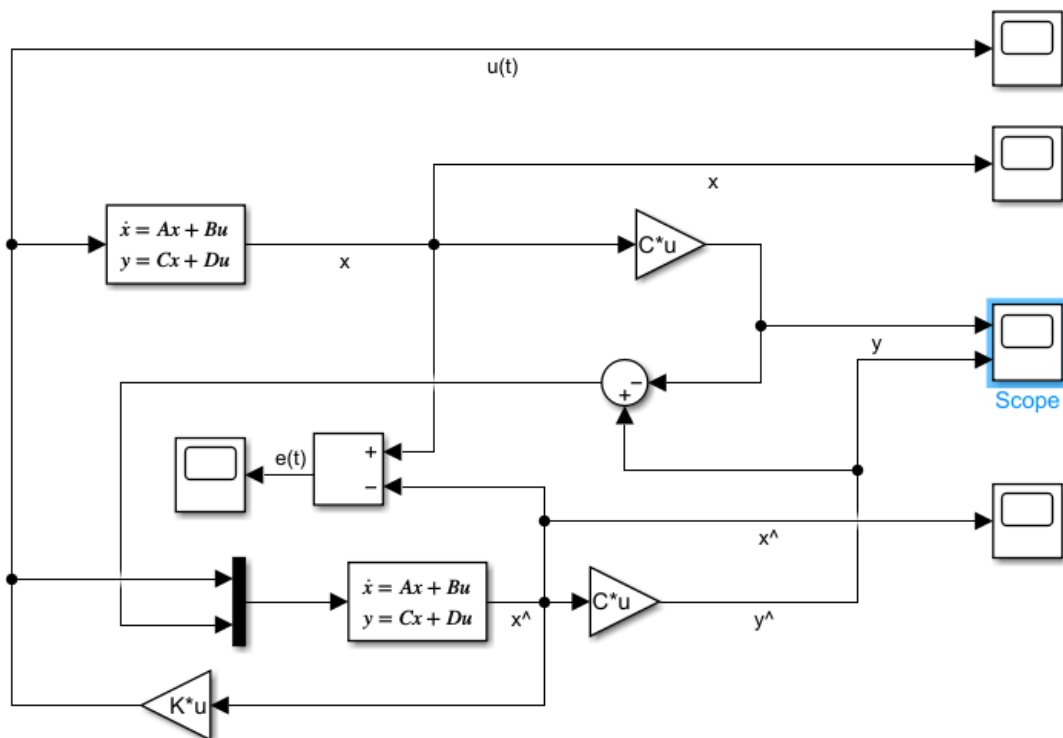 u(t)
x
ẋ = Ax + Bu
y = Cx + Du
x
C*u
y
Scope
−
+
e(t)
+
−
x^
ẋ = Ax + Bu
y = Cx + Du
x^
C*u
y^
K*u